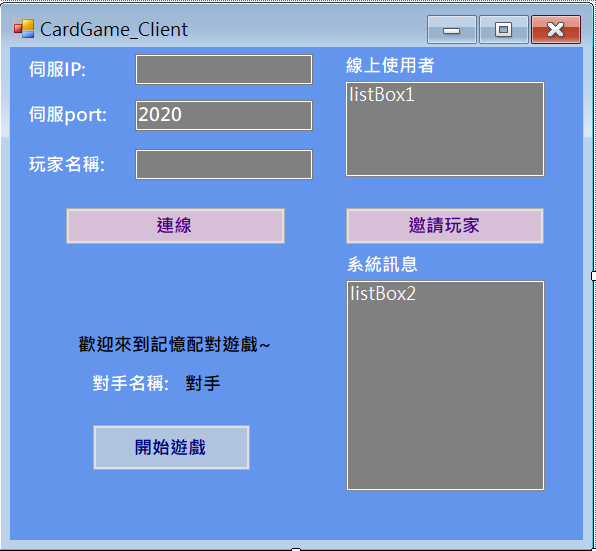 CardGame_Client
伺服IP:
伺服port:
2020
玩家名稱:
連線
線上使用者
listBox1
邀請玩家
系統訊息
listBox2
歡迎來到記憶配對遊戲~
對手名稱: 對手
開始遊戲